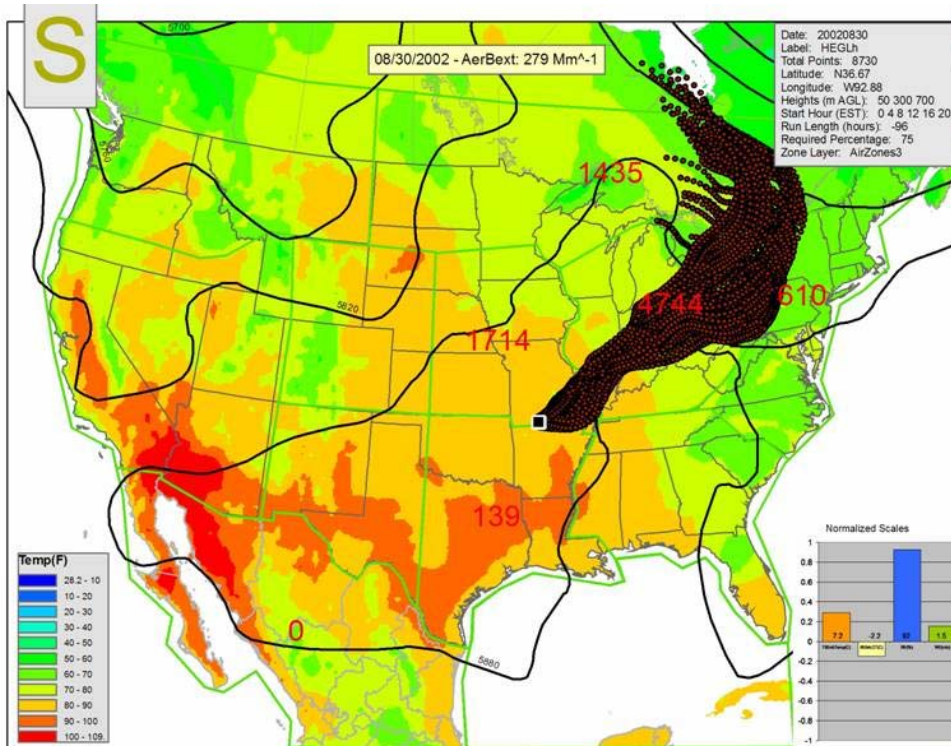 S
08/30/2002 - AerBext: 279 Mm^-1
Date: 20020830
Label: HEGLh
Total Points: 8730
Latitude: N36.67
Longitude: W92.88
Heights (m AGL): 50 300 700
Start Hour (EST): 0 4 8 12 16 20
Run Length (hours): -96
Required Percentage: 75
Zone Layer: AirZones3
5700
5760
1435
5820
4744
610
1714
139
0
5880
Temp(F)
28.2 - 10
10 - 20
20 - 30
30 - 40
40 - 50
50 - 60
60 - 70
70 - 80
80 - 90
90 - 100
100 - 109
Normalized Scales
1
0.8
0.6
0.4
0.2
0
-0.2
-0.4
-0.6
-0.8
-1
7.2
-2.2
1.5